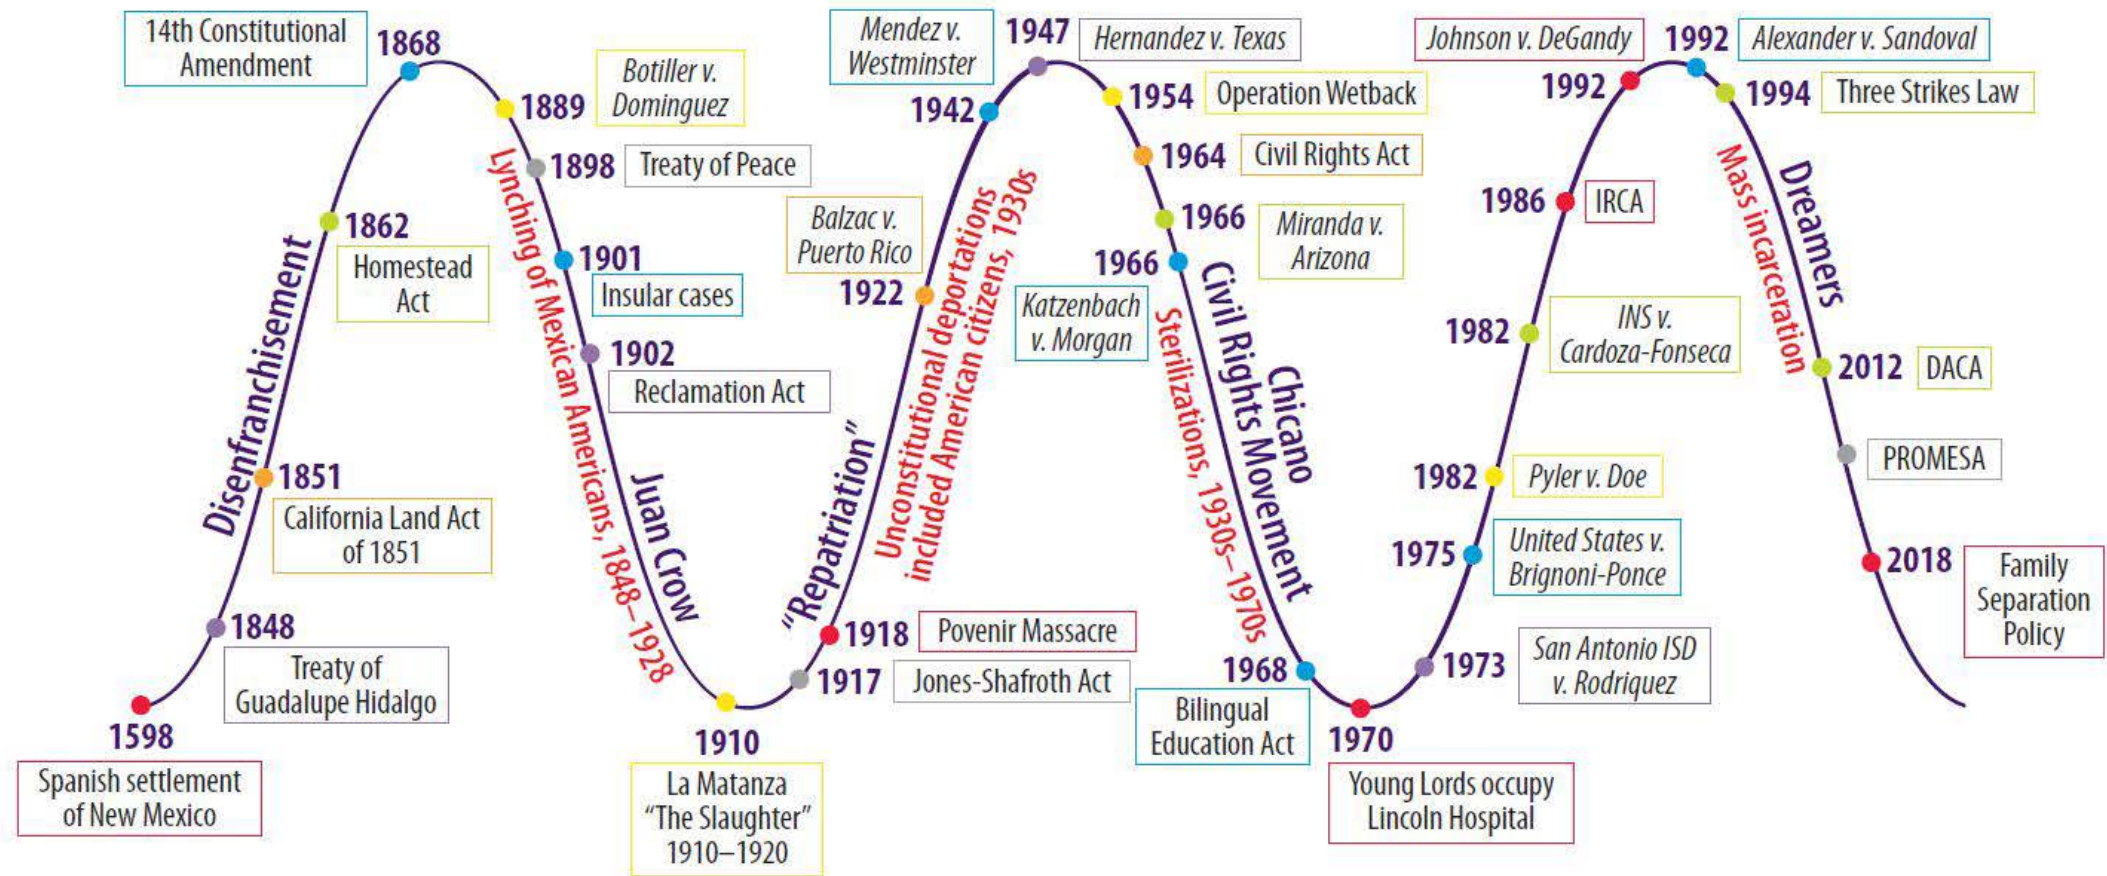 1598
Spanish settlement
of New Mexico
1848
Treaty of
Guadalupe Hidalgo
1851
California Land Act
of 1851
Disenfranchisement
1862
Homestead
Act
14th Constitutional
Amendment
1868
1889
Botiller v.
Dominguez
1898
Treaty of Peace
1901
Insular cases
1902
Reclamation Act
Lynching of Mexican Americans, 1848–1928
Juan Crow
1910
La Matanza
“The Slaughter”
1910–1920
1917
Jones-Shafroth Act
1918
Povenir Massacre
“Repatriation”
Unconstitutional deportations
included American citizens, 1930s
Balzac v.
Puerto Rico
1922
Mendez v.
Westminster
1942
1947
Hernandez v. Texas
1954
Operation Wetback
1964
Civil Rights Act
1966
Miranda v.
Arizona
1966
Katzenbach
v. Morgan
Sterilizations, 1930s–1970s
Chicano
Civil Rights Movement
1968
Bilingual
Education Act
1970
Young Lords occupy
Lincoln Hospital
1973
San Antonio ISD
v. Rodriquez
1975
United States v.
Brignoni-Ponce
1982
Pyler v. Doe
1982
INS v.
Cardoza-Fonseca
1986
IRCA
Johnson v. DeGandy
1992
1992
Alexander v. Sandoval
1994
Three Strikes Law
Mass incarceration
Dreamers
2012
DACA
PROMESA
2018
Family
Separation
Policy